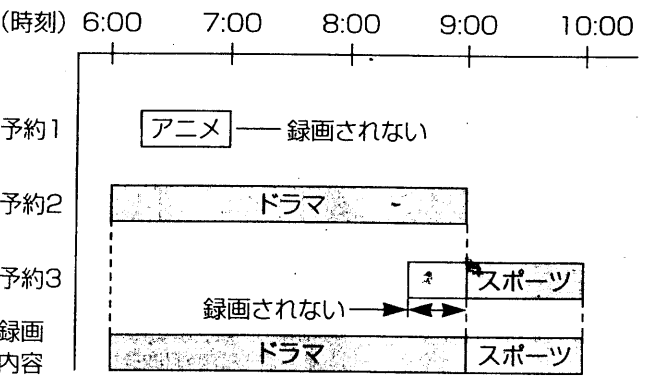 (時刻) 6:00 7:00 8:00 9:00 10:00
予約1 アニメ 録画されない
予約2 ドラマ
予約3 スポーツ
録画されない
録画
内容 ドラマ スポーツ